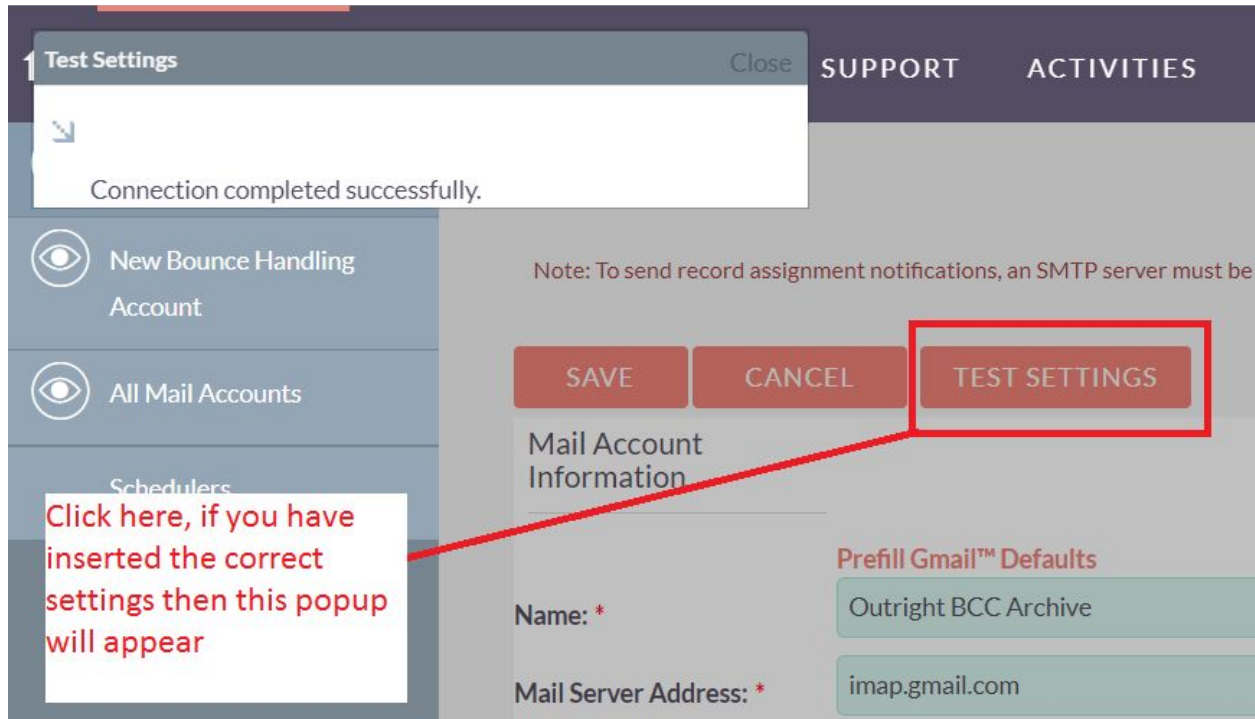 Test Settings
Close
SUPPORT
ACTIVITIES
Connection completed successfully.
New Bounce Handling
Account
All Mail Accounts
Schedulers
Click here, if you have
inserted the correct
settings then this popup
will appear
Note: To send record assignment notifications, an SMTP server must be
SAVE
CANCEL
TEST SETTINGS
Mail Account
Information
Prefill Gmail™ Defaults
Name: *
Outright BCC Archive
Mail Server Address: *
imap.gmail.com